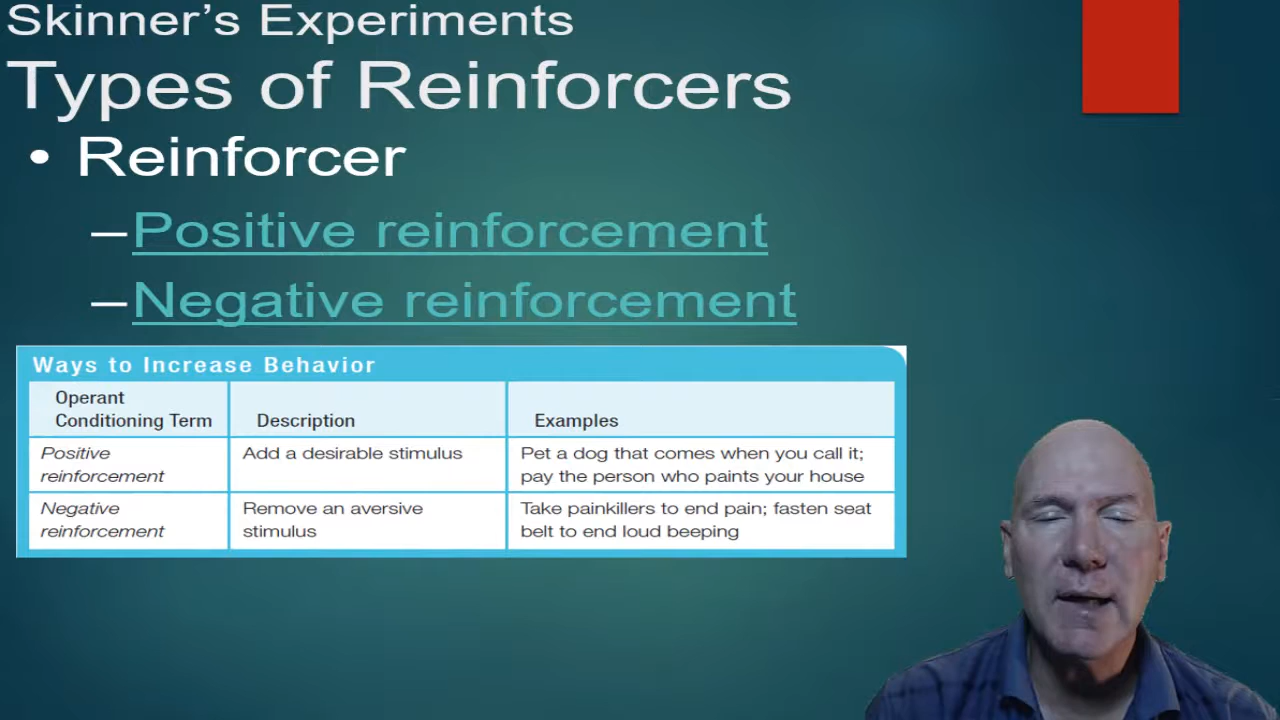 Skinner's Experiments
Types of Reinforcers
• Reinforcer
–Positive reinforcement
–Negative reinforcement
Ways to Increase Behavior
Operant
Conditioning Term
Description
Examples
Positive
reinforcement
Add a desirable stimulus
Pet a dog that comes when you call it;
pay the person who paints your house
Negative
reinforcement
Remove an aversive
stimulus
Take painkillers to end pain; fasten seat
belt to end loud beeping